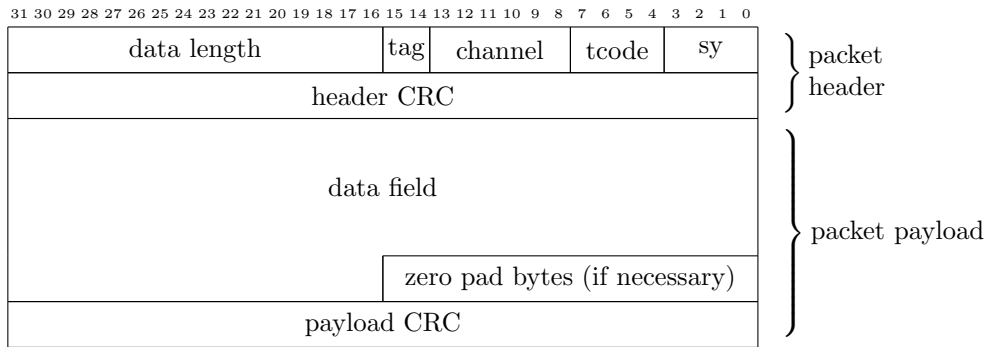 31 30 29 28 27 26 25 24 23 22 21 20 19 18 17 16 15 14 13 12 11 10 9 8 7 6 5 4 3 2 1 0
data length tag channel tcode sy
packet
header
header CRC
data field
packet payload
zero pad bytes (if necessary)
payload CRC